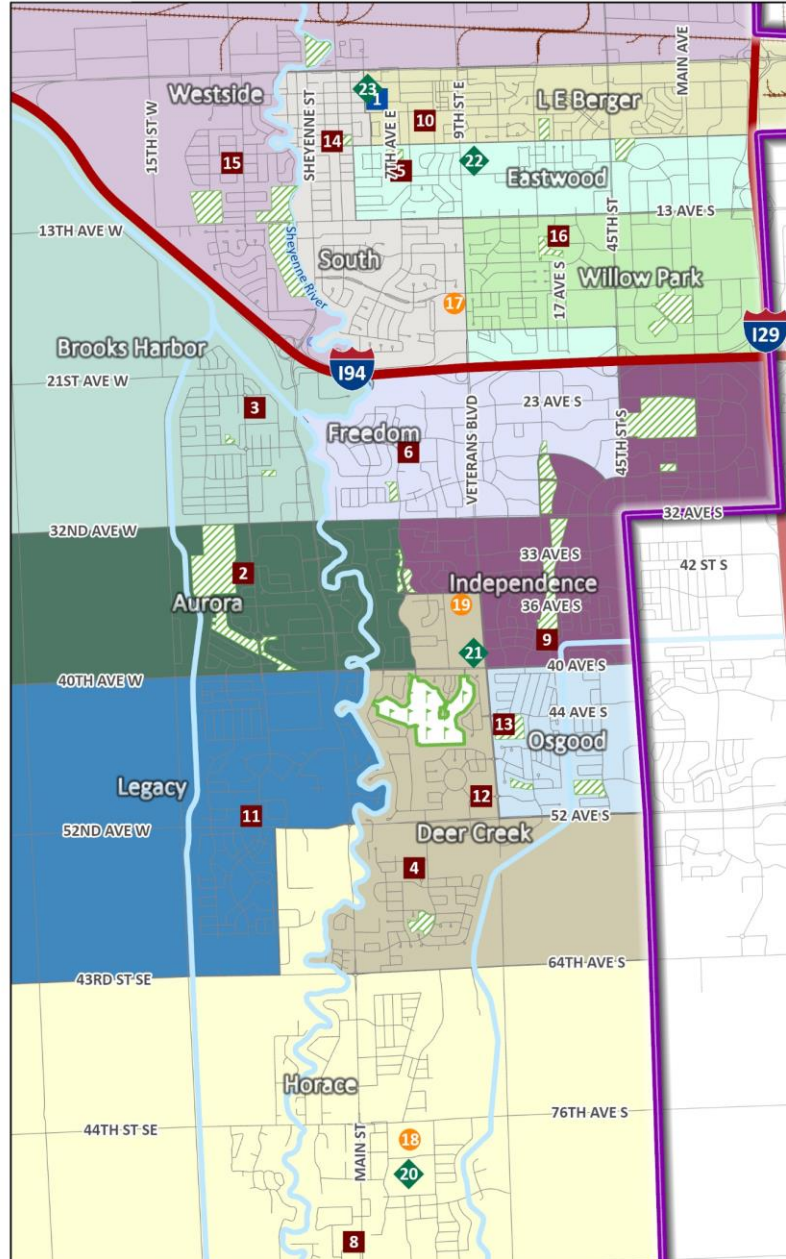 MAIN AVE
Westside
23
1
L E Berger
15TH ST W
SHEYENNE ST
7TH AVE E
9TH ST E
10
14
15
5
22
Eastwood
13 AVE S
45TH ST
13TH AVE W
16
South
17 AVE S
Willow Park
Sheyenne River
17
I29
Brooks Harbor
I94
21ST AVE W
3
VETERANS BLVD
23 AVE S
Freedom
6
45TH ST S
32ND AVE W
32 AVE S
33 AVE S
42 ST S
2
Independence
Aurora
19
36 AVE S
9
21
40TH AVE W
40 AVE S
44 AVE S
13
Osgood
Legacy
12
11
52 AVE S
52ND AVE W
Deer Creek
4
64TH AVE S
43RD ST SE
Horace
76TH AVE S
44TH ST SE
MAIN ST
18
20
8